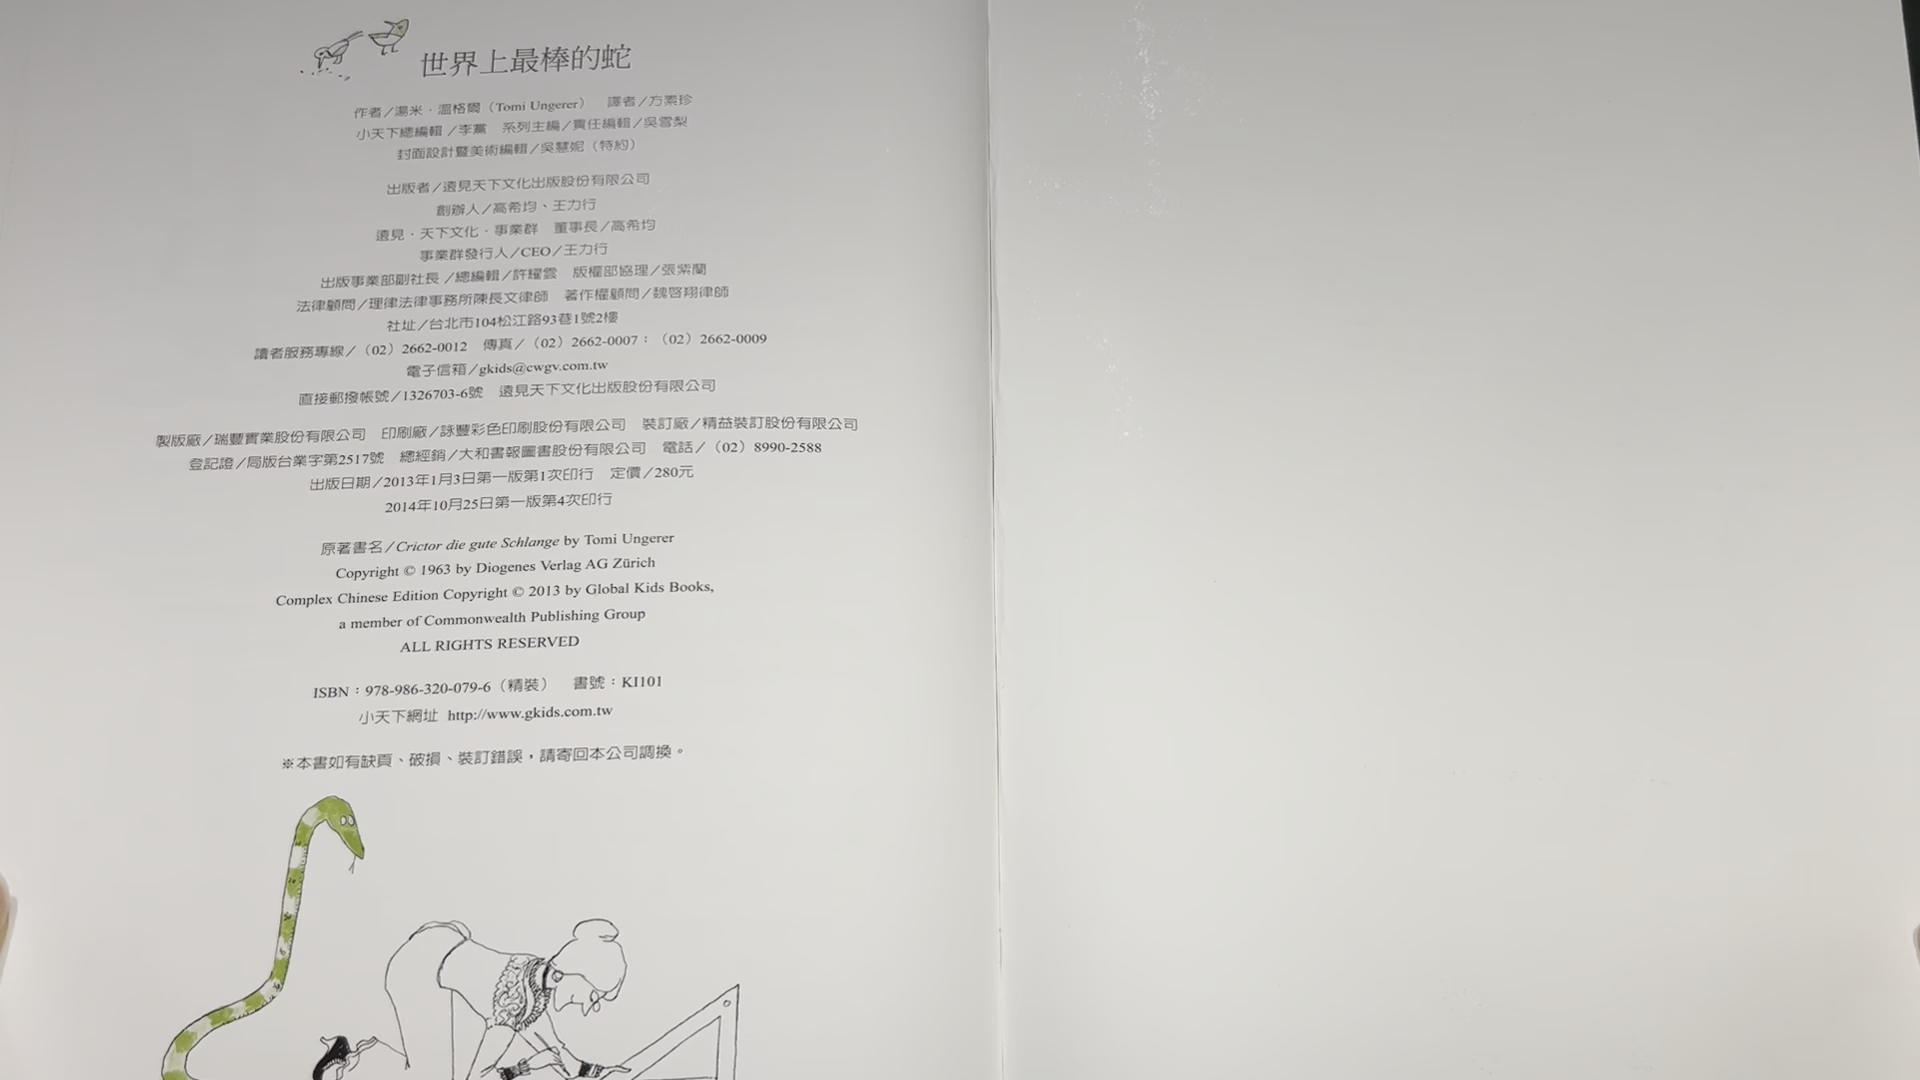 世界上最棒的蛇
作者／湯米．溫格爾（Tomi Ungerer） 譯者／方素珍
小天下總編輯／李黨 系列主編／責任編輯／吳雪梨
封面設計暨美術編輯／吳慧妮（特約）
出版者／遠見天下文化出版股份有限公司
創辦人／高希均、王力行
遠見．天下文化．事業群 董事長／高希均
事業群發行人／CEO／王力行
出版事業部副社長／總編輯／許耀雲 版權部協理／張紫蘭
法律顧問／理律法律事務所陳長文律師 著作權顧問／魏啓翔律師
社址／台北市104松江路93巷1號2樓
讀者服務專線／（02）2662-0012 傳真／（02）2662-0007：（02）2662-0009
電子信箱／gkids@cwgv.com.tw
直接郵撥帳號／1326703-6號 遠見天下文化出版股份有限公司
製版廠／瑞豐實業股份有限公司 印刷廠／詠豐彩色印刷股份有限公司 裝訂廠／精益裝訂股份有限公司
登記證／局版台業字第2517號 總經銷／大和書報圖書股份有限公司 電話／（02）8990-2588
出版日期／2013年1月3日第一版第1次印行 定價／280元
2014年10月25日第一版第4次印行
原著書名／Crictor die gute Schlange by Tomi Ungerer
Copyright © 1963 by Diogenes Verlag AG Zürich
Complex Chinese Edition Copyright © 2013 by Global Kids Books,
a member of Commonwealth Publishing Group
ALL RIGHTS RESERVED
ISBN：978-986-320-079-6（精裝） 書號：KI101
小天下網址 http://www.gkids.com.tw
※本書如有缺頁、破損、裝訂錯誤，請寄回本公司調換。